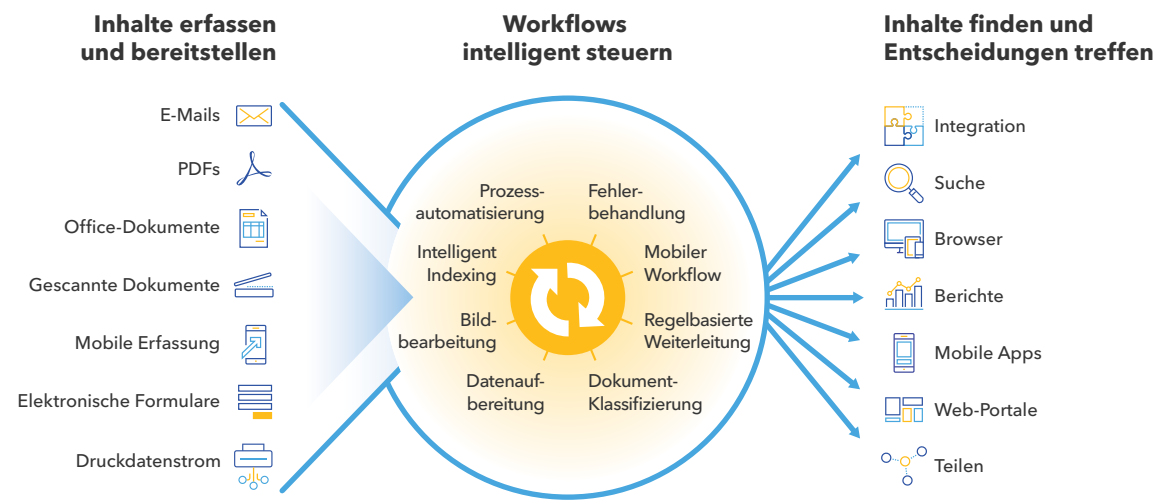 Inhalte erfassen
und bereitstellen
E-Mails
PDFs
Office-Dokumente
Gescannte Dokumente
Mobile Erfassung
Elektronische Formulare
Druckdatenstrom
Workflows
intelligent steuern
Prozess-
automatisierung
Fehler-
behandlung
Intelligent
Indexing
Mobiler
Workflow
Bild-
bearbeitung
Regelbasierte
Weiterleitung
Datenauf-
bereitung
Dokument-
Klassifizierung
Inhalte finden und
Entscheidungen treffen
Integration
Suche
Browser
Berichte
Mobile Apps
Web-Portale
Teilen